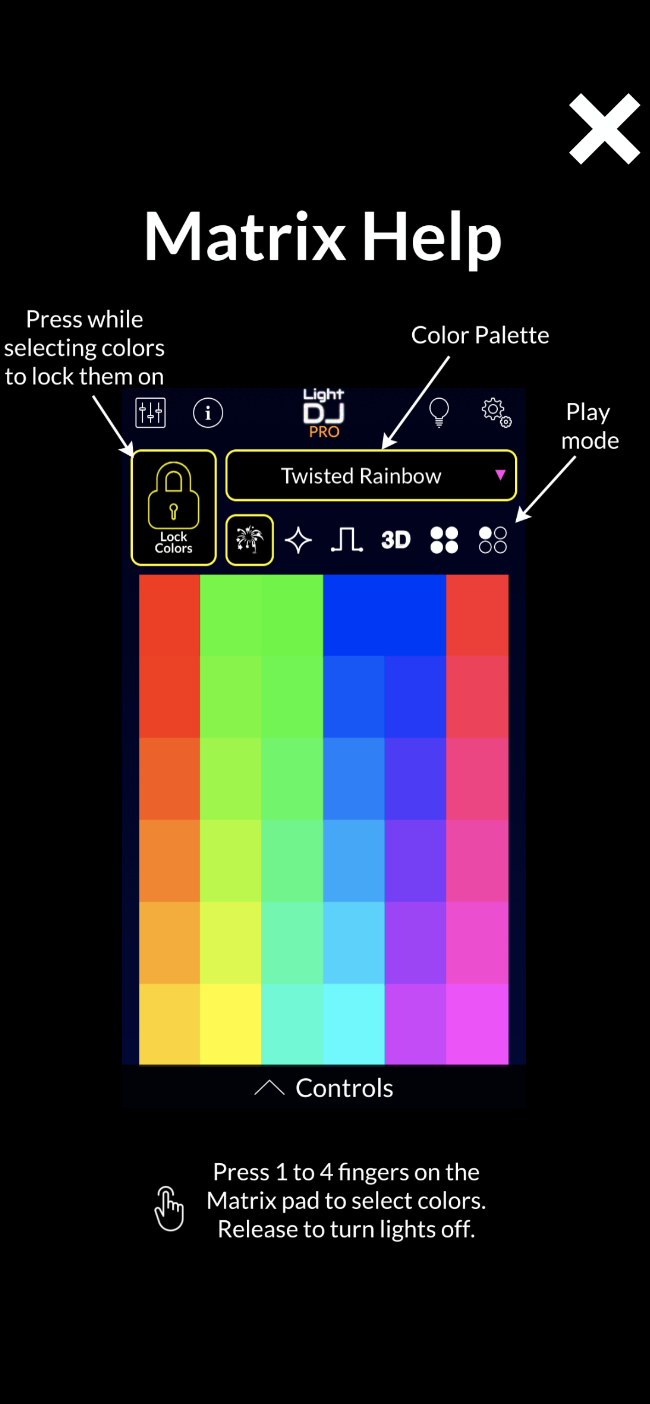 Matrix Help
Press while
selecting colors
to lock them on
Color Palette
Play
mode
Light
DJ
PRO
i
Twisted Rainbow
Lock
Colors
3D
Controls
Press 1 to 4 fingers on the
Matrix pad to select colors.
Release to turn lights off.